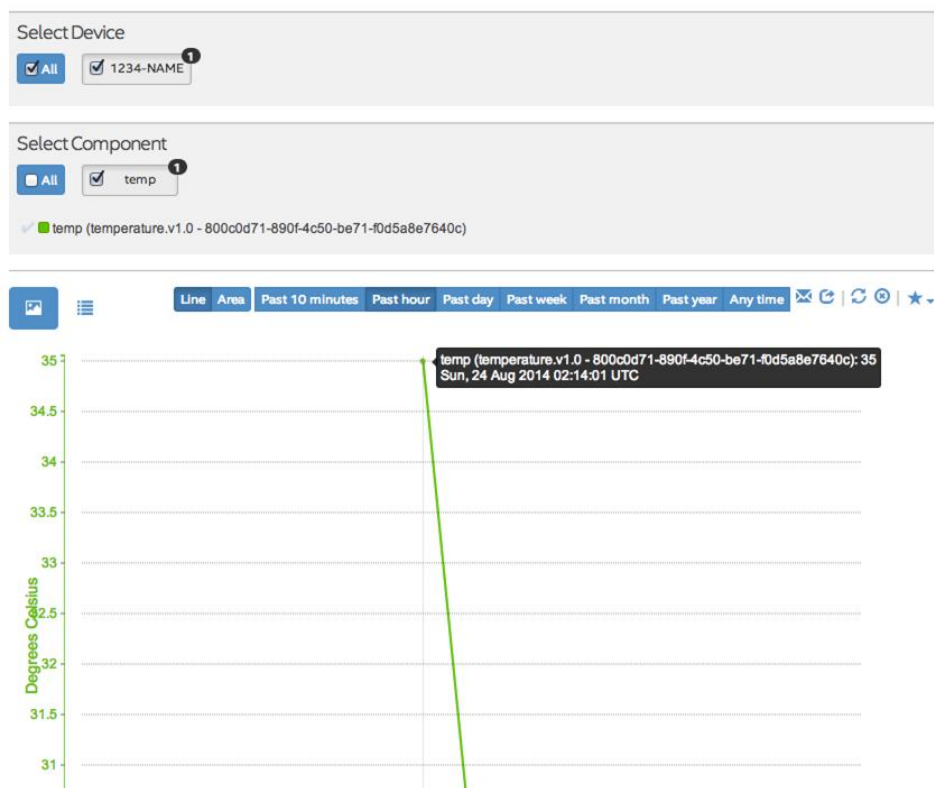 Select Device
All 1234-NAME 1
Select Component
All temp 1
temp (temperature.v1.0 - 800c0d71-890f-4c50-be71-f0d5a8e7640c)
Line Area Past 10 minutes Past hour Past day Past week Past month Past year Any time
temp (temperature.v1.0 - 800c0d71-890f-4c50-be71-f0d5a8e7640c): 35
Sun, 24 Aug 2014 02:14:01 UTC
35
34.5
34
33.5
33
32.5
32
31.5
31
Degrees Celsius